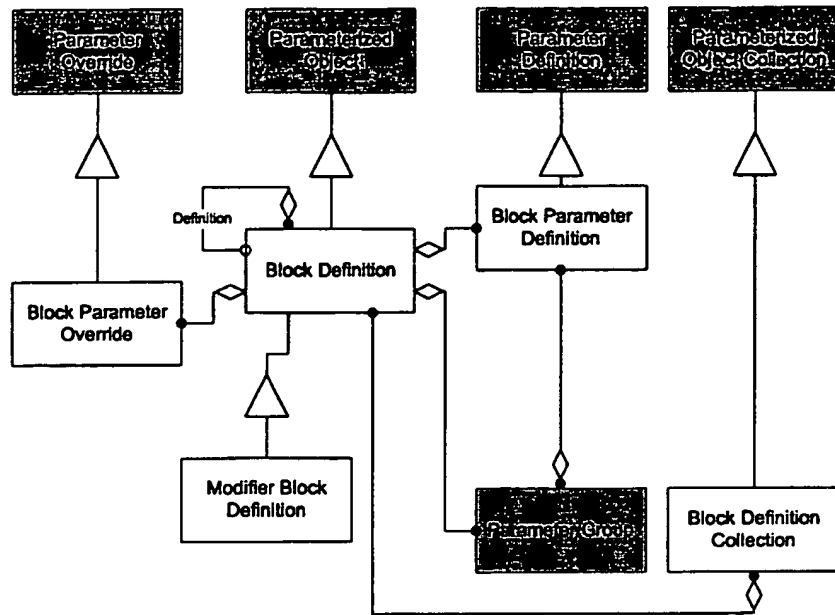 Parameter
Override
Parameterized
Object
Parameter
Definition
Parameterized
Object Collection
Definition
Block Definition
Block Parameter
Definition
Block Parameter
Override
Modifier Block
Definition
Parameter Group
Block Definition
Collection